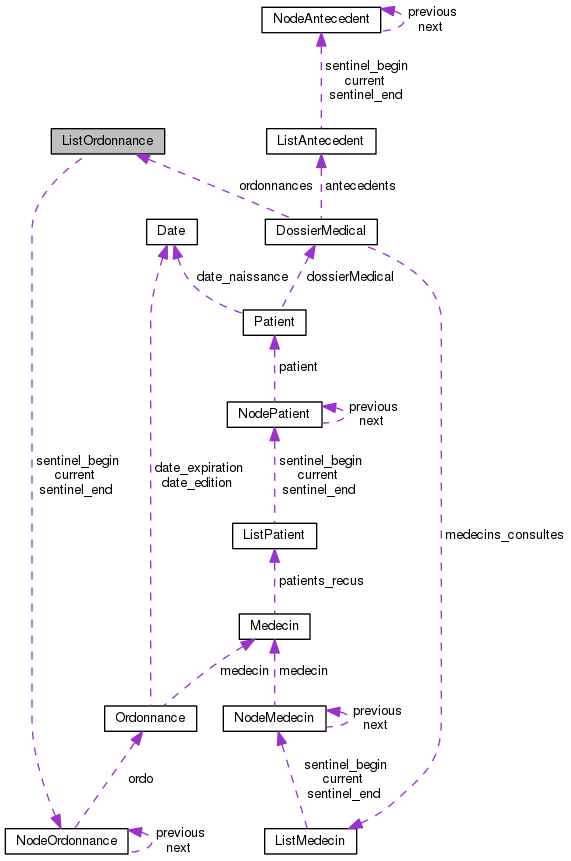 NodeAntecedent
previous
next
sentinel_begin
current
sentinel_end
ListOrdonnance
ListAntecedent
ordonnances
antecedents
Date
DossierMedical
date_naissance
dossierMedical
Patient
patient
NodePatient
previous
next
sentinel_begin
current
sentinel_end
date_expiration
date_edition
sentinel_begin
current
sentinel_end
ListPatient
medecins_consultes
patients_recus
Medecin
medecin
medecin
Ordonnance
NodeMedecin
previous
next
ordo
sentinel_begin
current
sentinel_end
NodeOrdonnance
previous
next
ListMedecin